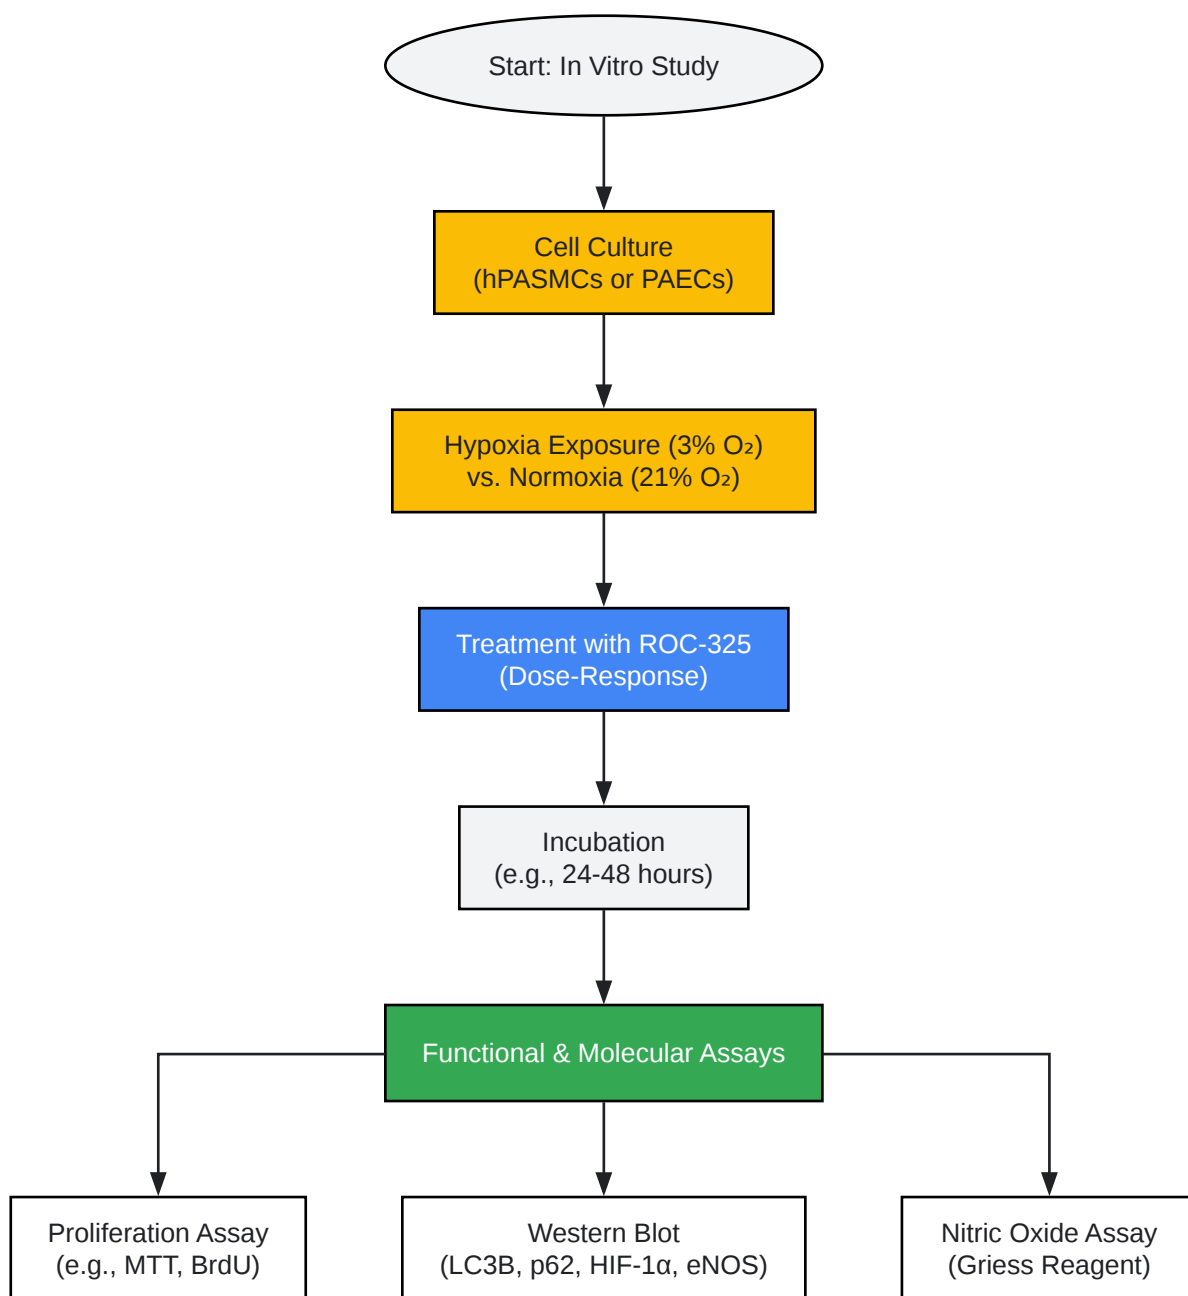 Start: In Vitro Study
Cell Culture
(hPASMCs or PAECs)
Hypoxia Exposure (3% O₂)
vs. Normoxia (21% O₂)
Treatment with ROC-325
(Dose-Response)
Incubation
(e.g., 24-48 hours)
Functional & Molecular Assays
Proliferation Assay
(e.g., MTT, BrdU)
Western Blot
(LC3B, p62, HIF-1α, eNOS)
Nitric Oxide Assay
(Griess Reagent)